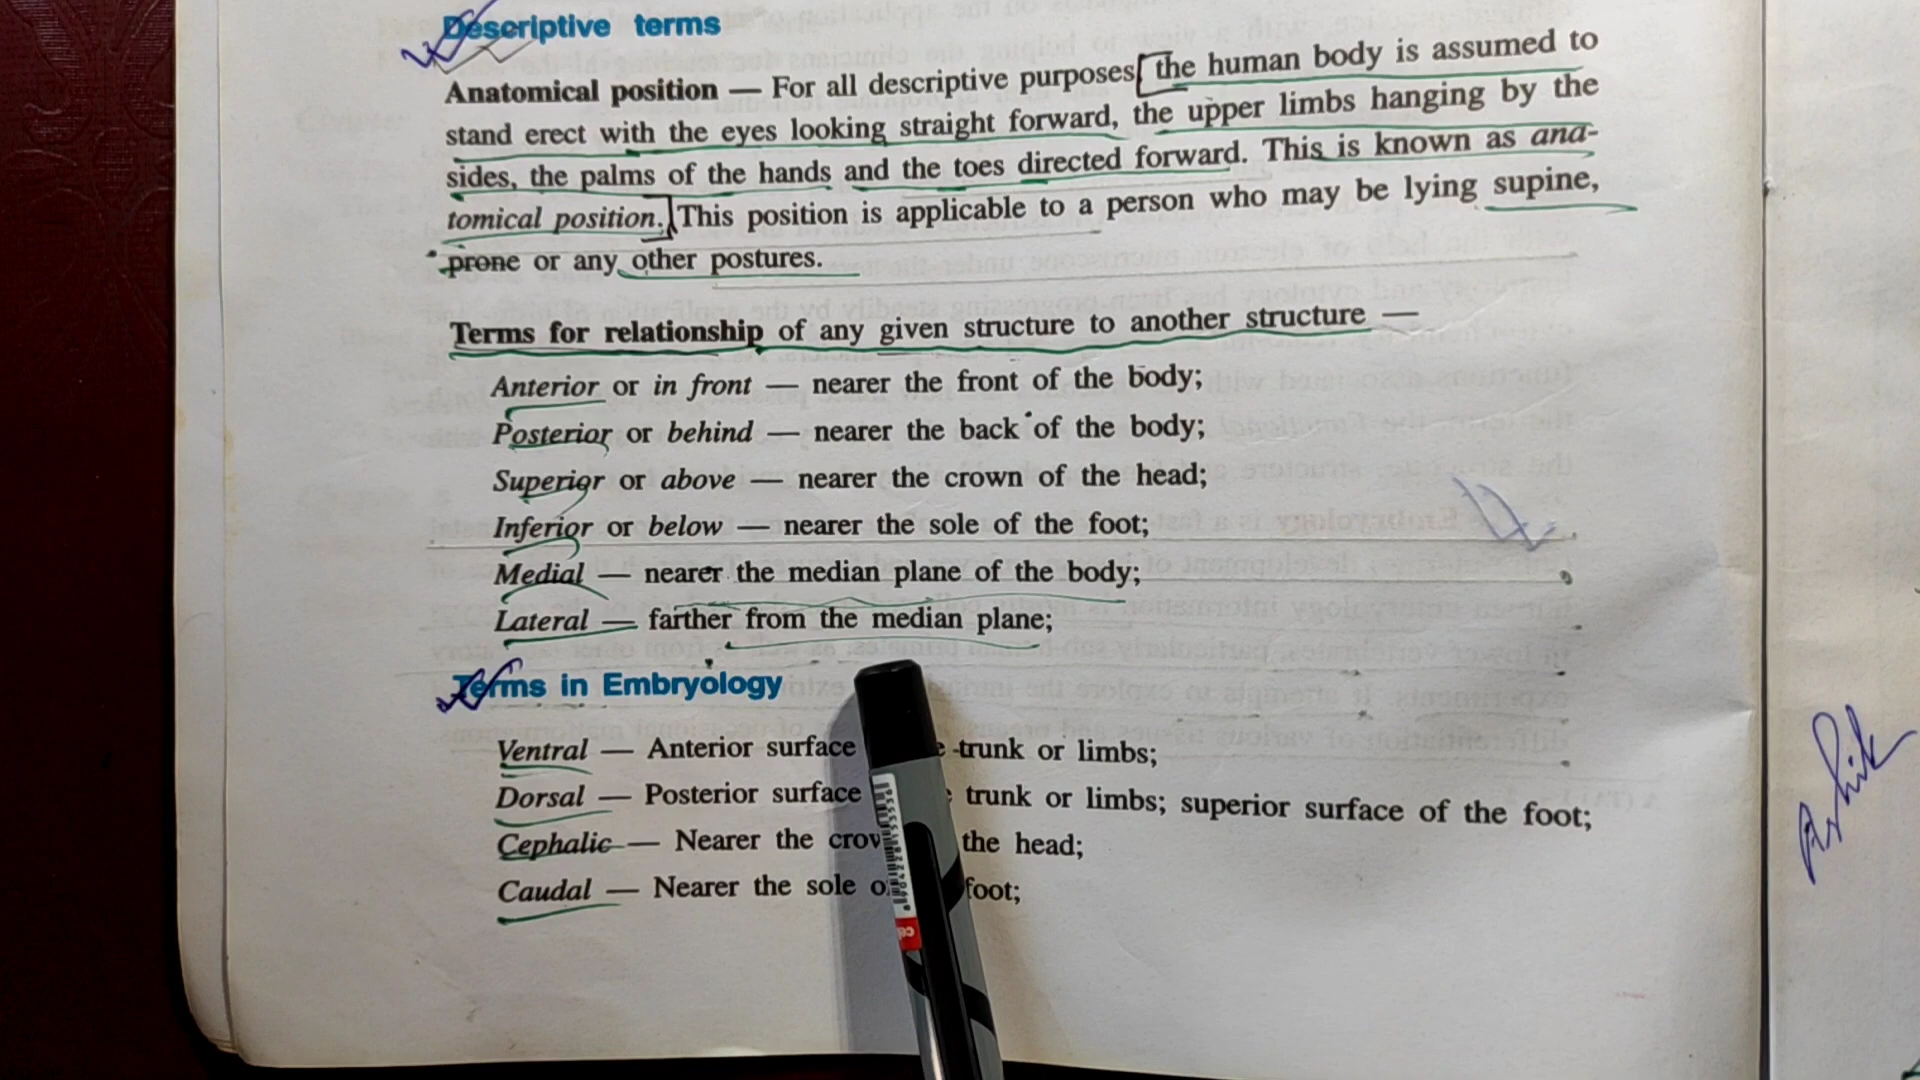 Descriptive terms
Anatomical position — For all descriptive purposes the human body is assumed to
stand erect with the eyes looking straight forward, the upper limbs hanging by the
sides, the palms of the hands and the toes directed forward. This is known as ana-
tomical position. This position is applicable to a person who may be lying supine,
prone or any other postures.
Terms for relationship of any given structure to another structure —
Anterior or in front — nearer the front of the body;
Posterior or behind — nearer the back of the body;
Superior or above — nearer the crown of the head;
Inferior or below — nearer the sole of the foot;
Medial — nearer the median plane of the body;
Lateral — farther from the median plane;
Terms in Embryology
Ventral — Anterior surface trunk or limbs;
Dorsal — Posterior surface trunk or limbs; superior surface of the foot;
Cephalic — Nearer the the head;
Caudal — Nearer the sole foot;